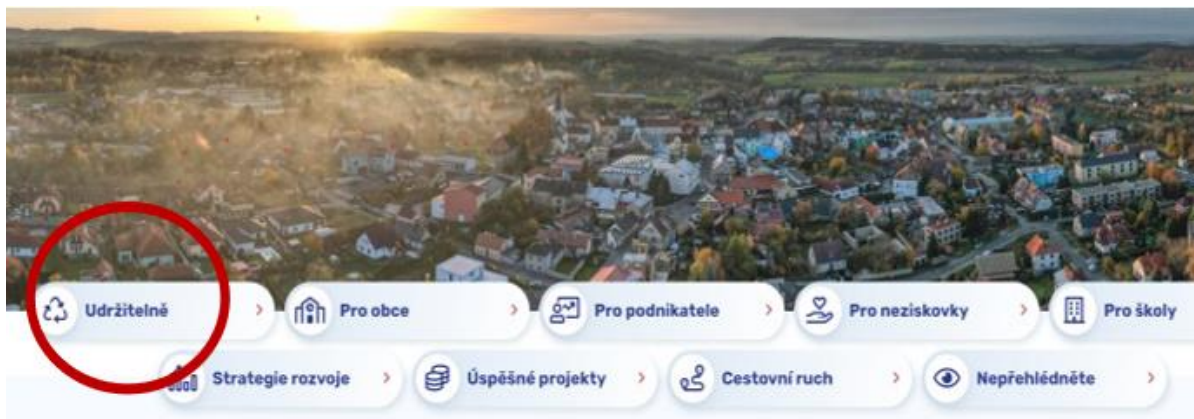 Udržitelně
Pro obce
Pro podnikatele
Pro neziskovky
Pro školy
Strategie rozvoje
Úspěšné projekty
Cestovní ruch
Nepřehlédněte